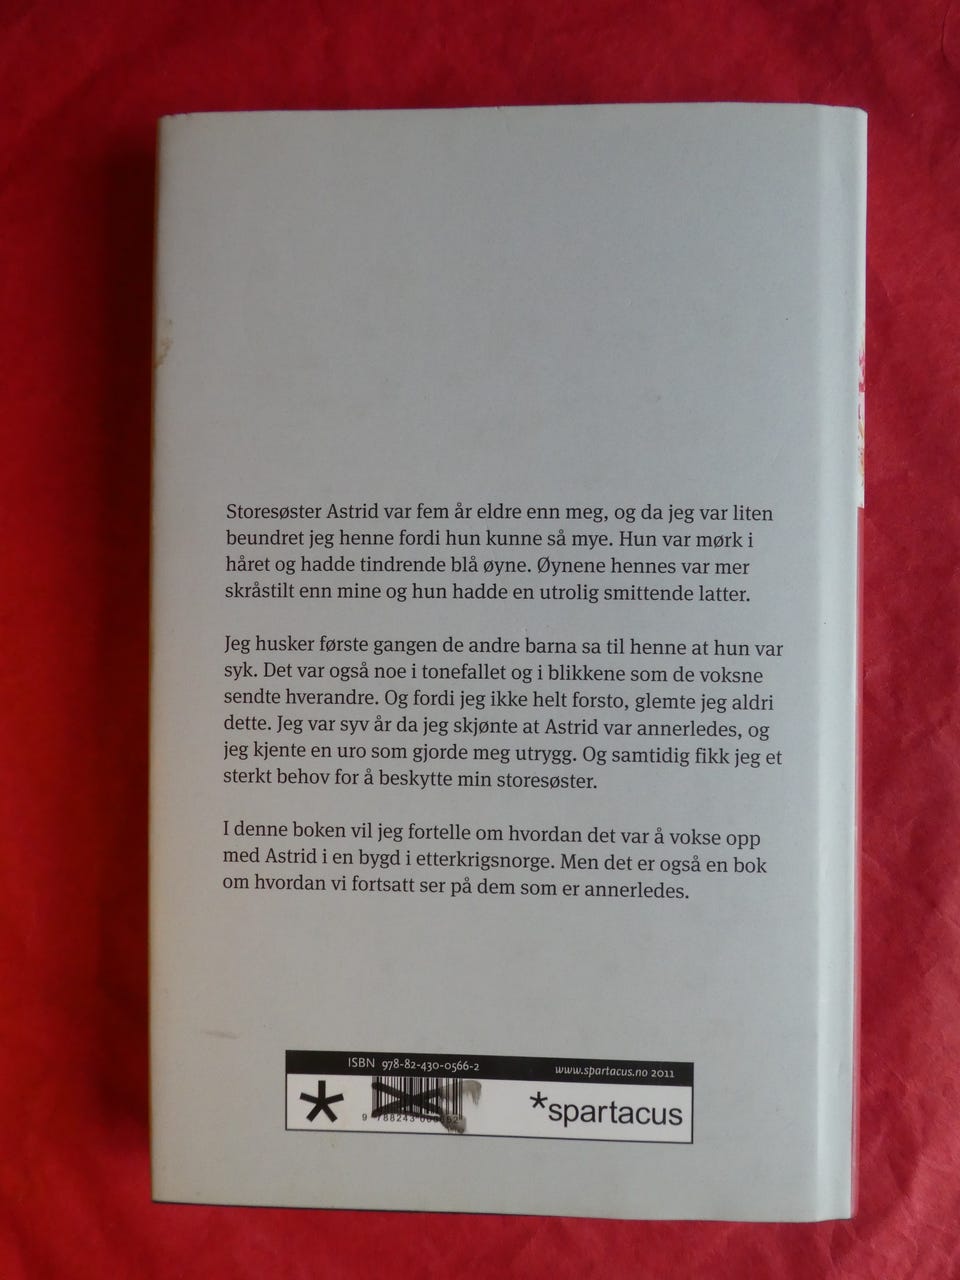 Storesøster Astrid var fem år eldre enn meg, og da jeg var liten
beundret jeg henne fordi hun kunne så mye. Hun var mørk i
håret og hadde tindrende blå øyne. Øynene hennes var mer
skråstilt enn mine og hun hadde en utrolig smittende latter.
Jeg husker første gangen de andre barna sa til henne at hun var
syk. Det var også noe i tonefallet og i blikkene som de voksne
sendte hverandre. Og fordi jeg ikke helt forsto, glemte jeg aldri
dette. Jeg var syv år da jeg skjønte at Astrid var annerledes, og
jeg kjente en uro som gjorde meg utrygg. Og samtidig fikk jeg et
sterkt behov for å beskytte min storesøster.
I denne boken vil jeg fortelle om hvordan det var å vokse opp
med Astrid i en bygd i etterkrigsnorge. Men det er også en bok
om hvordan vi fortsatt ser på dem som er annerledes.
ISBN 978-82-430-0566-2
www.spartacus.no 2011
*spartacus